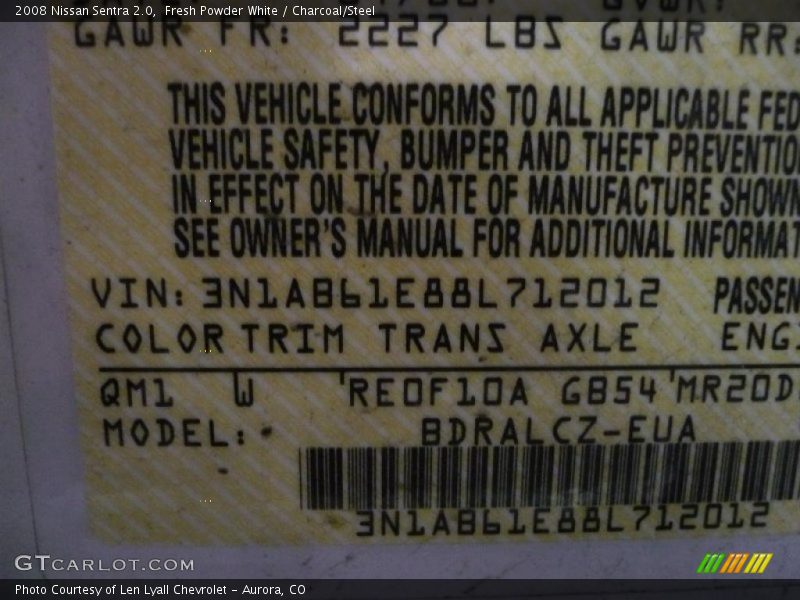 2008 Nissan Sentra 2.0, Fresh Powder White / Charcoal/Steel
GAWR FR: 2227 LBS GAWR RR:
THIS VEHICLE CONFORMS TO ALL APPLICABLE FED
VEHICLE SAFETY, BUMPER AND THEFT PREVENTIO
IN EFFECT ON THE DATE OF MANUFACTURE SHOWN
SEE OWNER'S MANUAL FOR ADDITIONAL INFORMAT
VIN: 3N1AB61E88L712012 PASSEN
COLOR TRIM TRANS AXLE ENGI
QM1 W RE0F10A GB54 MR20D
MODEL: BDRALCZ-EUA
3N1AB61E88L712012
GTCARLOT.COM
Photo Courtesy of Len Lyall Chevrolet - Aurora, CO